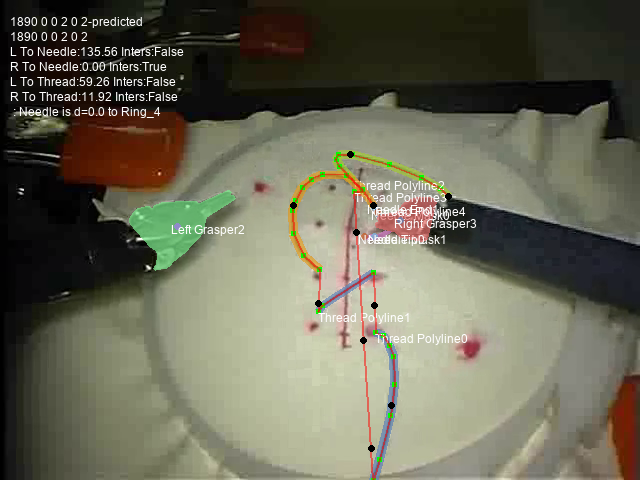 1890 0 0 2 0 2-predicted
1890 0 0 2 0 2
L To Needle:135.56 Inters:False
R To Needle:0.00 Inters:True
L To Thread:59.26 Inters:False
R To Thread:11.92 Inters:False
: Needle is d=0.0 to Ring_4
Thread Polyline2
Thread Polyline3
Left Grasper2
Right Grasper3
Thread Polyline1
Thread Polyline0